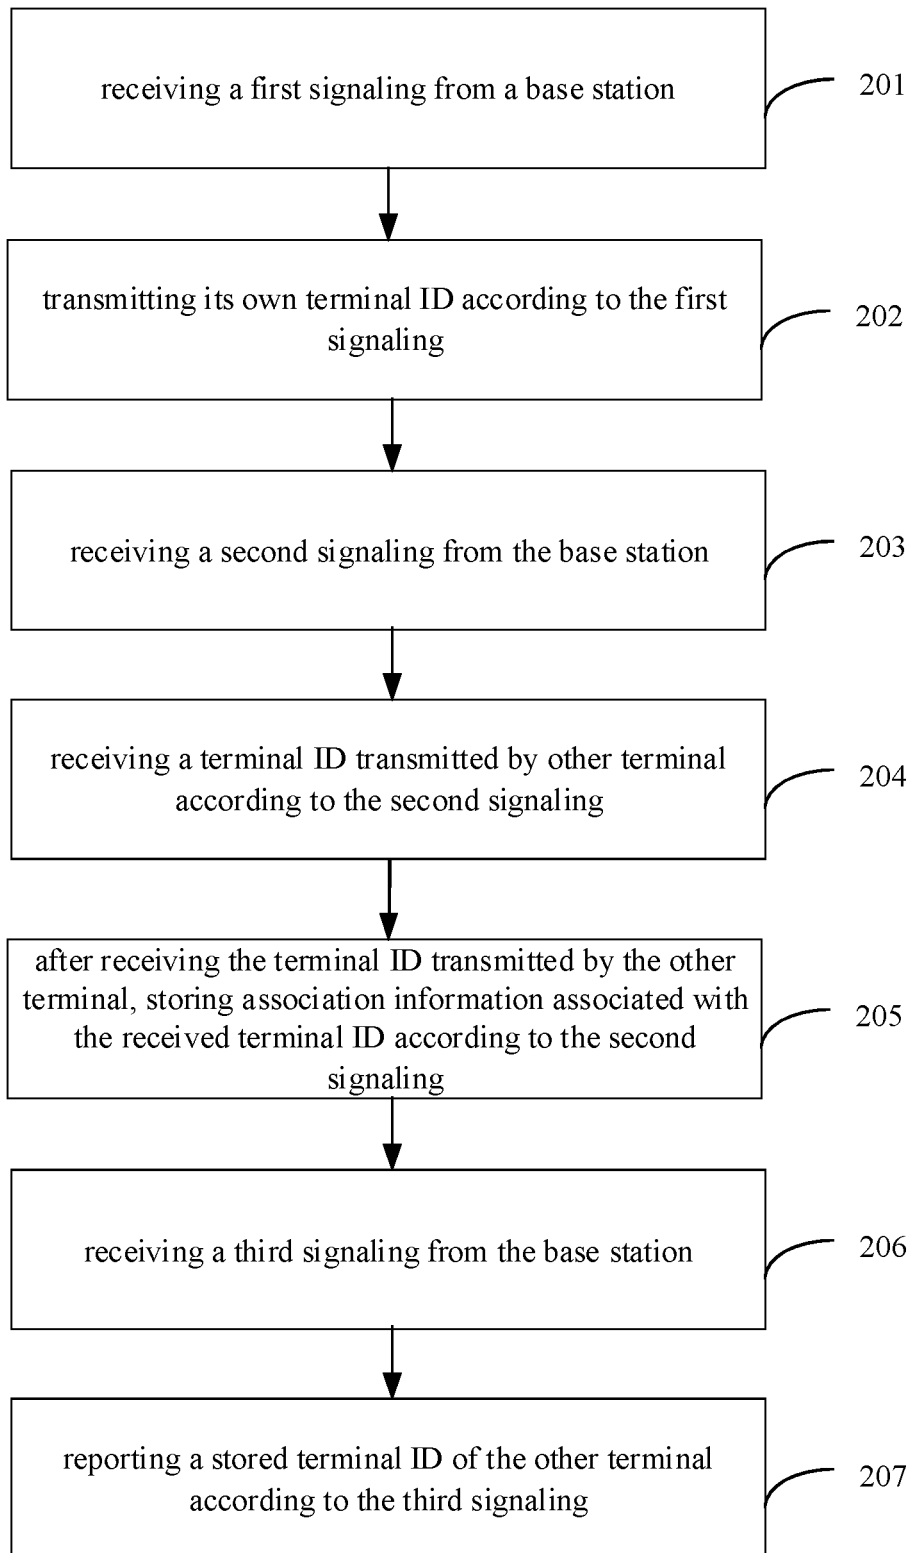 receiving a first signaling from a base station
201
transmitting its own terminal ID according to the first
signaling
202
receiving a second signaling from the base station
203
receiving a terminal ID transmitted by other terminal
according to the second signaling
204
after receiving the terminal ID transmitted by the other
terminal, storing association information associated with
the received terminal ID according to the second
signaling
205
receiving a third signaling from the base station
206
reporting a stored terminal ID of the other terminal
according to the third signaling
207